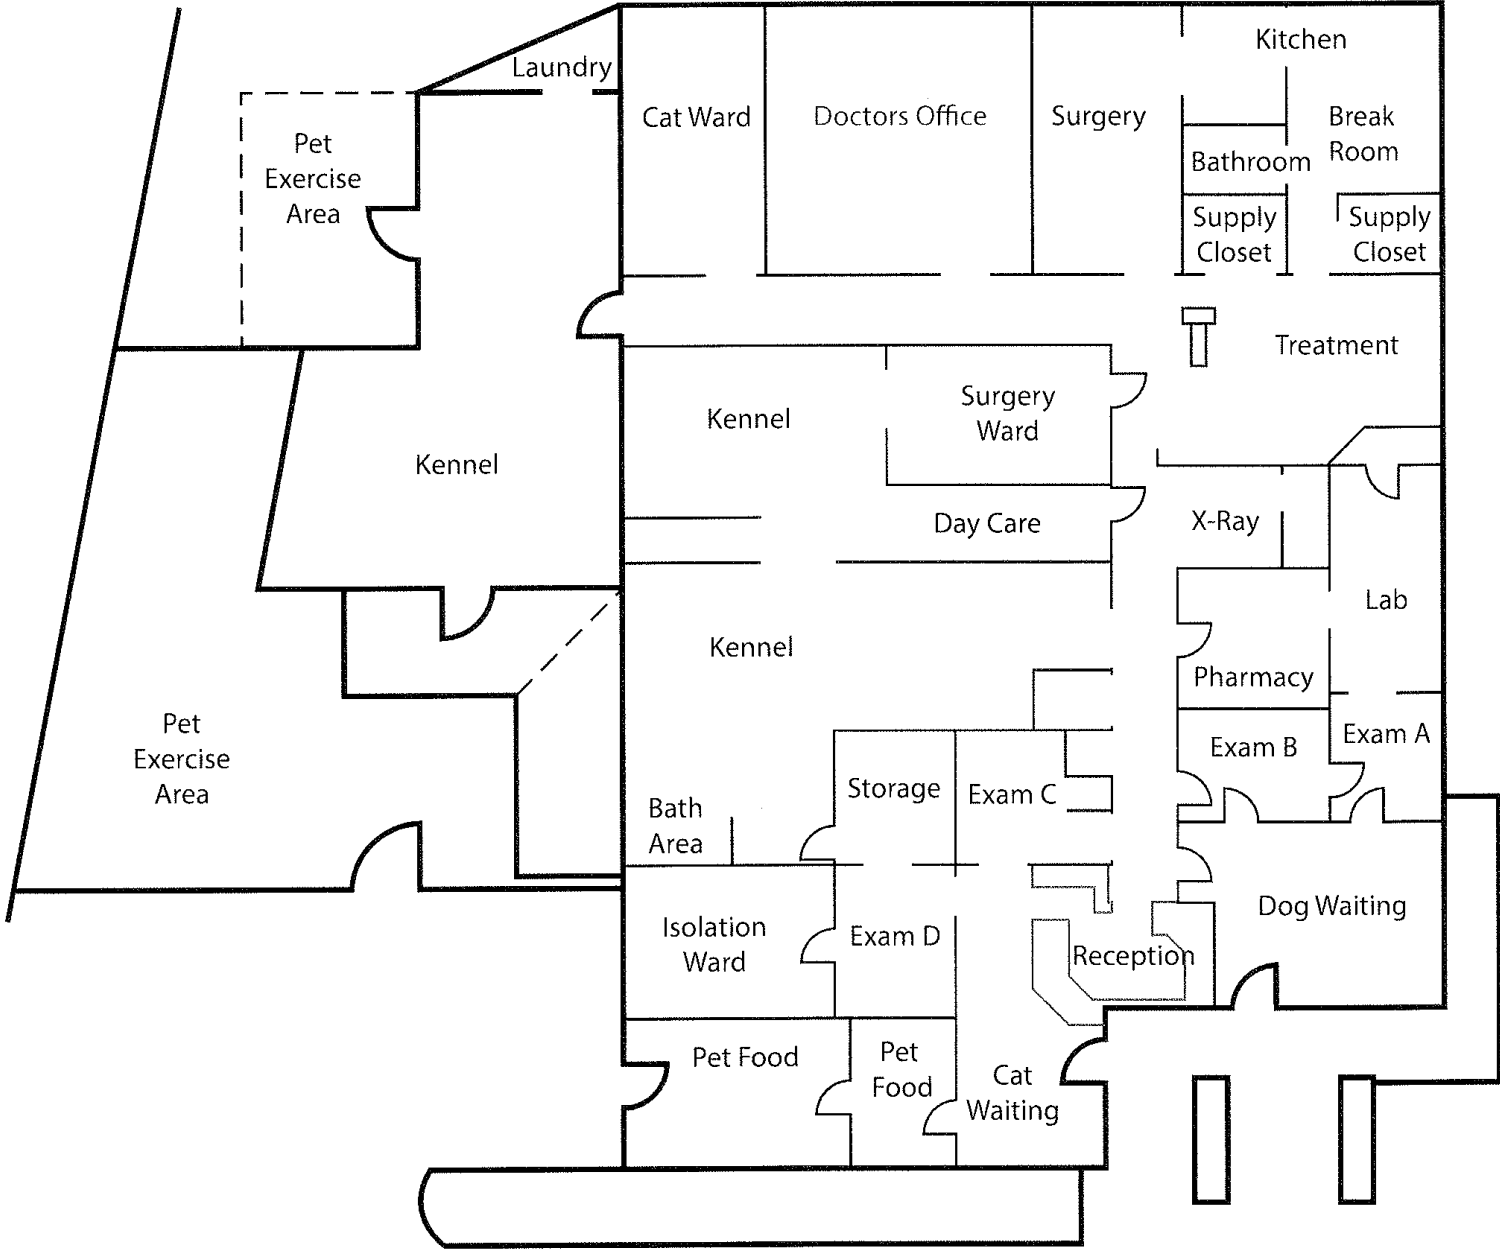 Kitchen
Laundry
Cat Ward
Doctors Office
Surgery
Break
Room
Pet
Exercise
Area
Bathroom
Supply
Closet
Supply
Closet
Treatment
Kennel
Surgery
Ward
Kennel
Day Care
X-Ray
Lab
Kennel
Pharmacy
Pet
Exercise
Area
Exam B
Exam A
Storage
Exam C
Bath
Area
Isolation
Ward
Exam D
Reception
Dog Waiting
Pet Food
Pet
Food
Cat
Waiting